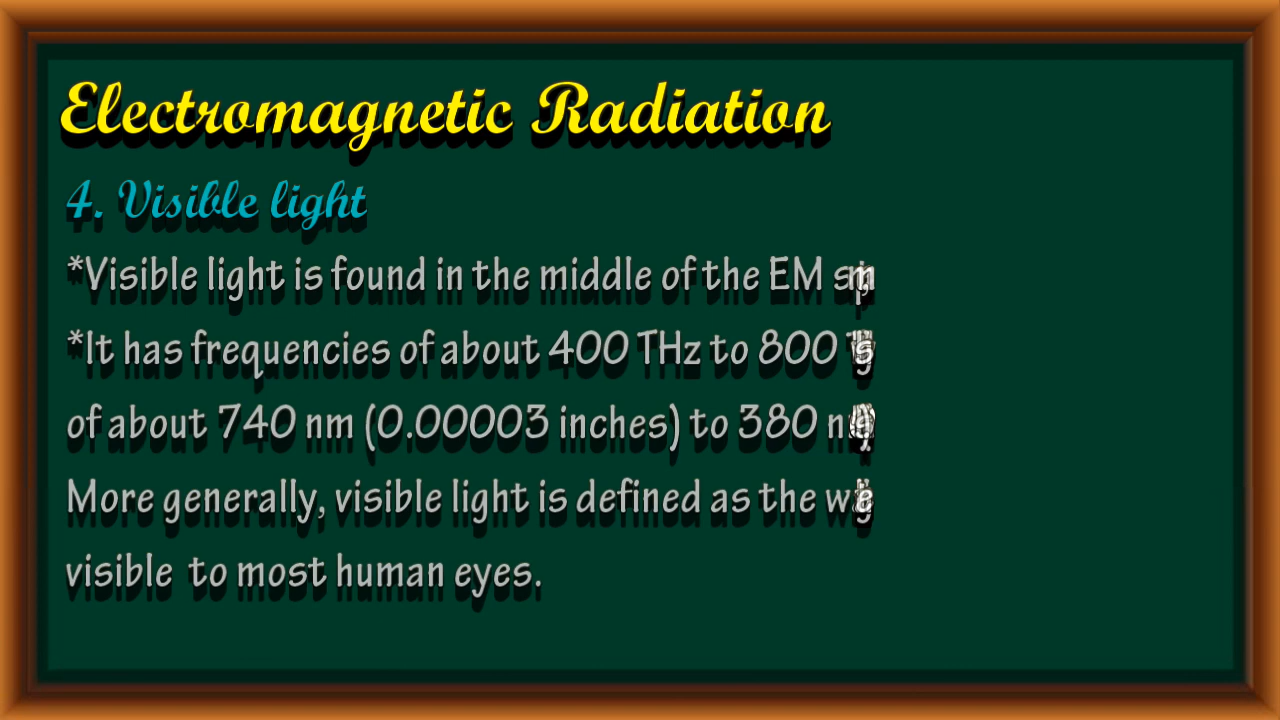 Electromagnetic Radiation
4. Visible light
*Visible light is found in the middle of the EM
*It has frequencies of about 400 THz to 800
of about 740 nm (0.00003 inches) to 380
More generally, visible light is defined as the
visible to most human eyes.